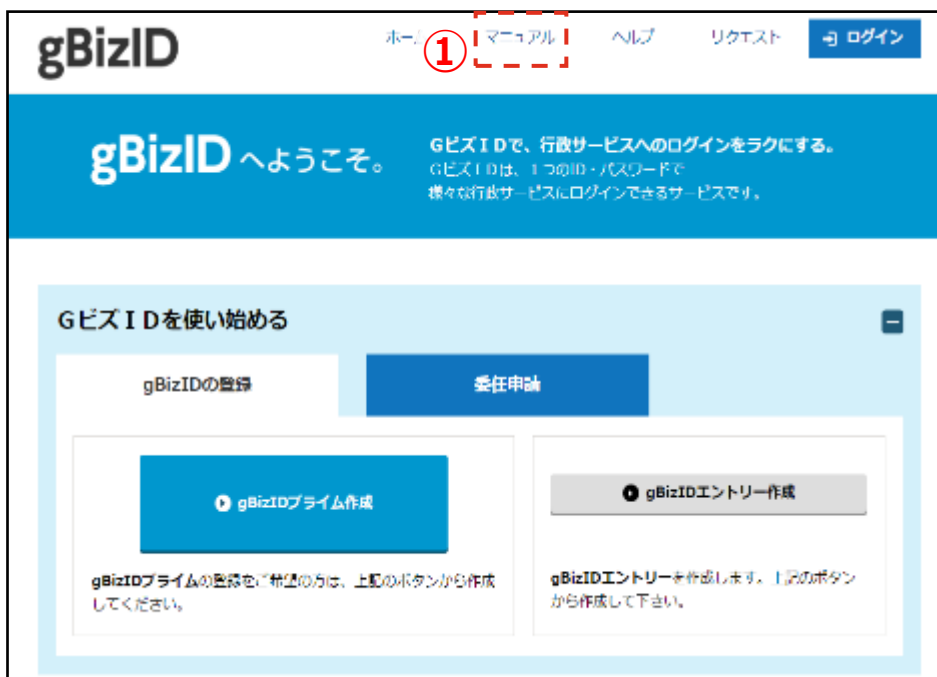 gBizID
ホーム ① マニュアル ヘルプ リクエスト ログイン
gBizID へようこそ。
GビズIDで、行政サービスへのログインをラクにする。
GビズIDは、1つのID・パスワードで
様々な行政サービスにログインできるサービスです。
GビズIDを使い始める
gBizIDの登録 委任申請
gBizIDプライム作成
gBizIDプライムの登録をご希望の方は、上記のボタンから作成
してください。
gBizIDエントリー作成
gBizIDエントリーを作成します。上記のボタン
から作成して下さい。